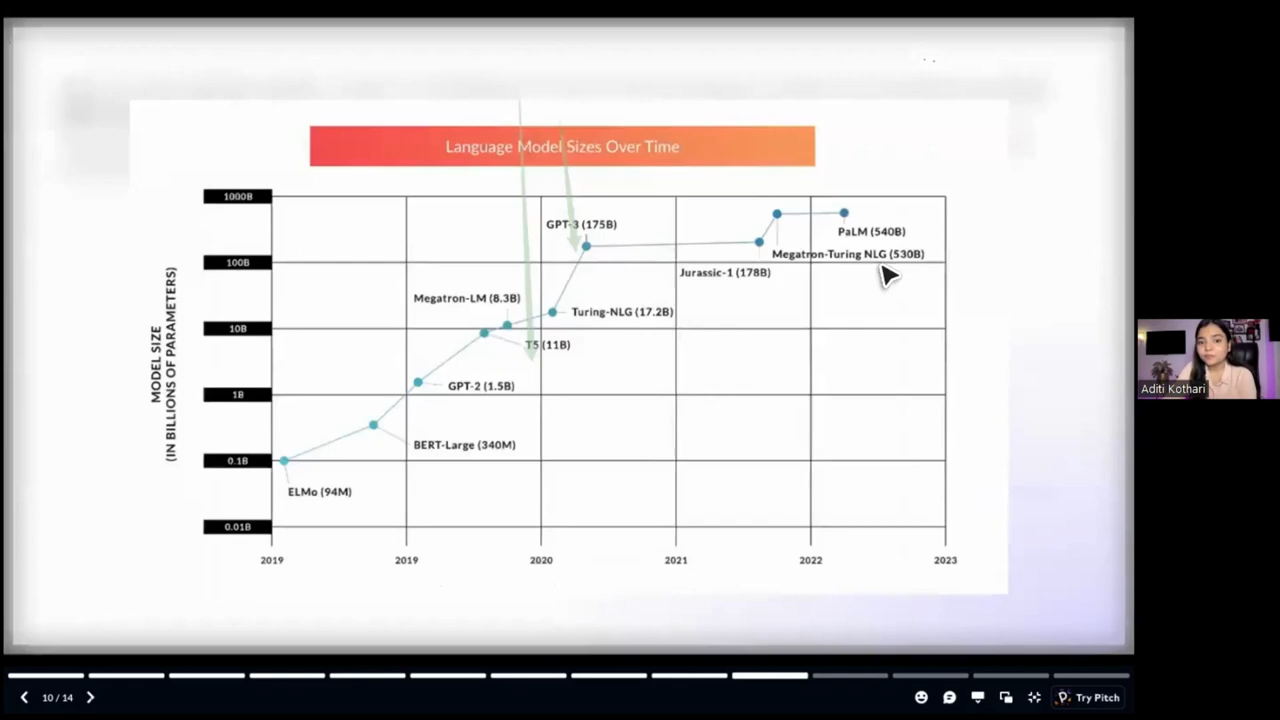 Language Model Sizes Over Time
1000B
GPT-3 (175B)
PaLM (540B)
Megatron-Turing NLG (530B)
100B
Jurassic-1 (178B)
Megatron-LM (8.3B)
Turing-NLG (17.2B)
10B
T5 (11B)
GPT-2 (1.5B)
1B
BERT-Large (340M)
0.1B
ELMo (94M)
0.01B
MODEL SIZE
(IN BILLIONS OF PARAMETERS)
2019 2019 2020 2021 2022 2023
Aditi Kothari
10 / 14
Try Pitch